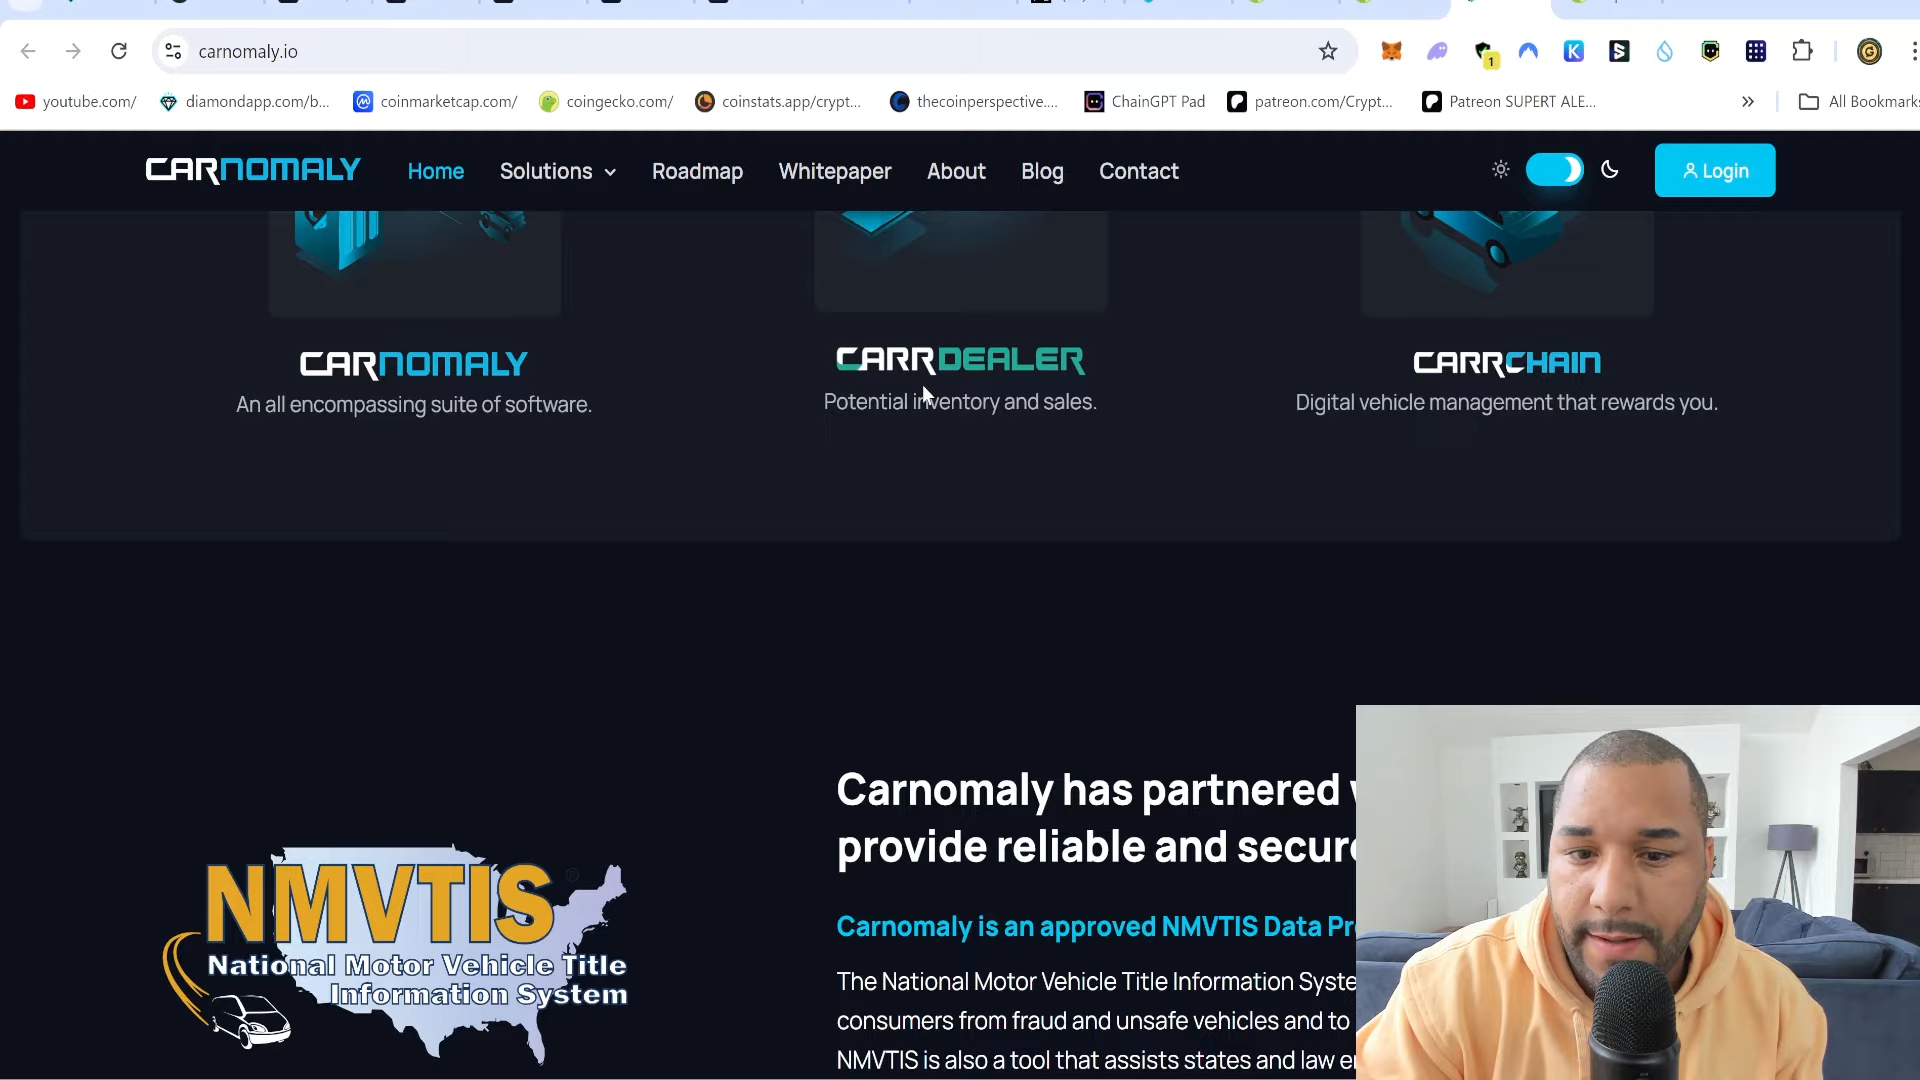 carnomaly.io
1
youtube.com/
diamondapp.com/b...
coinmarketcap.com/
coingecko.com/
coinstats.app/crypt...
thecoinperspective....
ChainGPT Pad
patreon.com/Crypt...
Patreon SUPERT ALE...
All Bookmarks
CARNOMALY
Home
Solutions
Roadmap
Whitepaper
About
Blog
Contact
Login
CARNOMALY
An all encompassing suite of software.
CARRDEALER
Potential inventory and sales.
CARRCHAIN
Digital vehicle management that rewards you.
NMVTIS ®
National Motor Vehicle Title
Information System
Carnomaly has partnered
provide reliable and secure
Carnomaly is an approved NMVTIS Data Pr
The National Motor Vehicle Title Information Syste
consumers from fraud and unsafe vehicles and to
NMVTIS is also a tool that assists states and law e